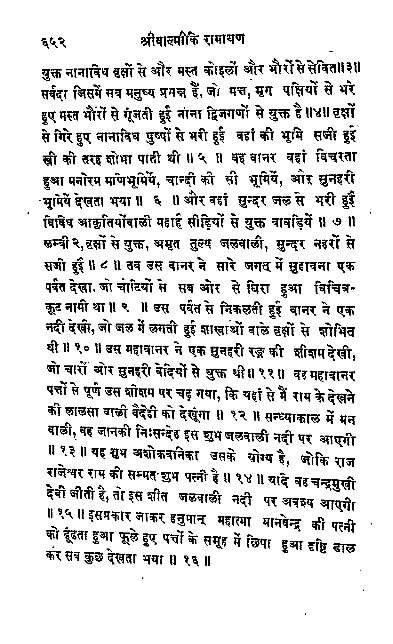 ६५२ श्रीवाल्मीकि रामायण
युक्त नानाविध वृक्षों से और मस्त कोइलों और भौरों से सेवित॥३॥
सर्वदा जिसमें सब मनुष्य प्रमत्त हैं, जो मत्त, मृग पक्षियों से भरे
हुए मस्त भौंरों से गूंजती हुई नाना द्विजगणों से युक्त है॥४॥ वृक्षों
से गिरे हुए नानाविध पुष्पों से भरी हुई वहां की भूमि सजी हुई
स्त्री की तरह शोभा पाती थी॥५॥ वह वानर वहां विचरता
हुआ मनोरम मणिभूमियें, चान्दी की सी भूमियें, और सुनहरी
भूमियें देखता भया॥ ६ ॥ और वहां सुन्दर जल से भरी हुई
विविध आकृतियोंवाली महार्ह सीढ़ियों से युक्त वावड़ियें ॥ ७ ॥
लम्बी २, वृक्षों से युक्त, अमृत तुल्य जलवाली, सुन्दर नहरों से
सजी हुई॥ ८ ॥ तब उस वानर ने सारे जगत् में सुहावना एक
पर्वत देखा. जो चोटियों से सब ओर से घिरा हुआ विचित्र-
कूट नामी था॥ ९ ॥ उस पर्वत से निकलती हुई वानर ने एक
नदी देखी, जो जल में लगती हुई शाखाओं वाले वृक्षों से शोभित
थी॥ १० ॥ उस महावानर ने एक सुनहरी रङ्ग की शीशम देखी,
जो चारों ओर सुनहरी वेदियों से युक्त थी॥ ११॥ वह महावानर
पत्तों से पूर्ण उस शीशम पर चढ़ गया, कि यहां से मैं राम के देखने
की लालसा वाली वैदेही को देखूंगा ॥ १२ ॥ सन्ध्याकाल में मन
वाली, वह जानकी निःसन्देह इस शुभ जलवाली नदी पर आएगी
॥ १३ ॥ यह शुभ अशोकवनिका उसके योग्य है, जोकि राज
राजेश्वर राम की सम्मत शुभ पत्नी है ॥ १४॥ यदि वह चन्द्रमुखी
देवी जीती है, तो इस शीत जलवाली नदी पर अवश्य आएगी
॥ १५ ॥ इसप्रकार जाकर हनुमान् महात्मा मानवेन्द्र की पत्नी
को ढूंढता हुआ फूले हुए पत्तों के समूह में छिपा हुआ दृष्टि डाल
कर सब कुछ देखता भया ॥ १६ ॥